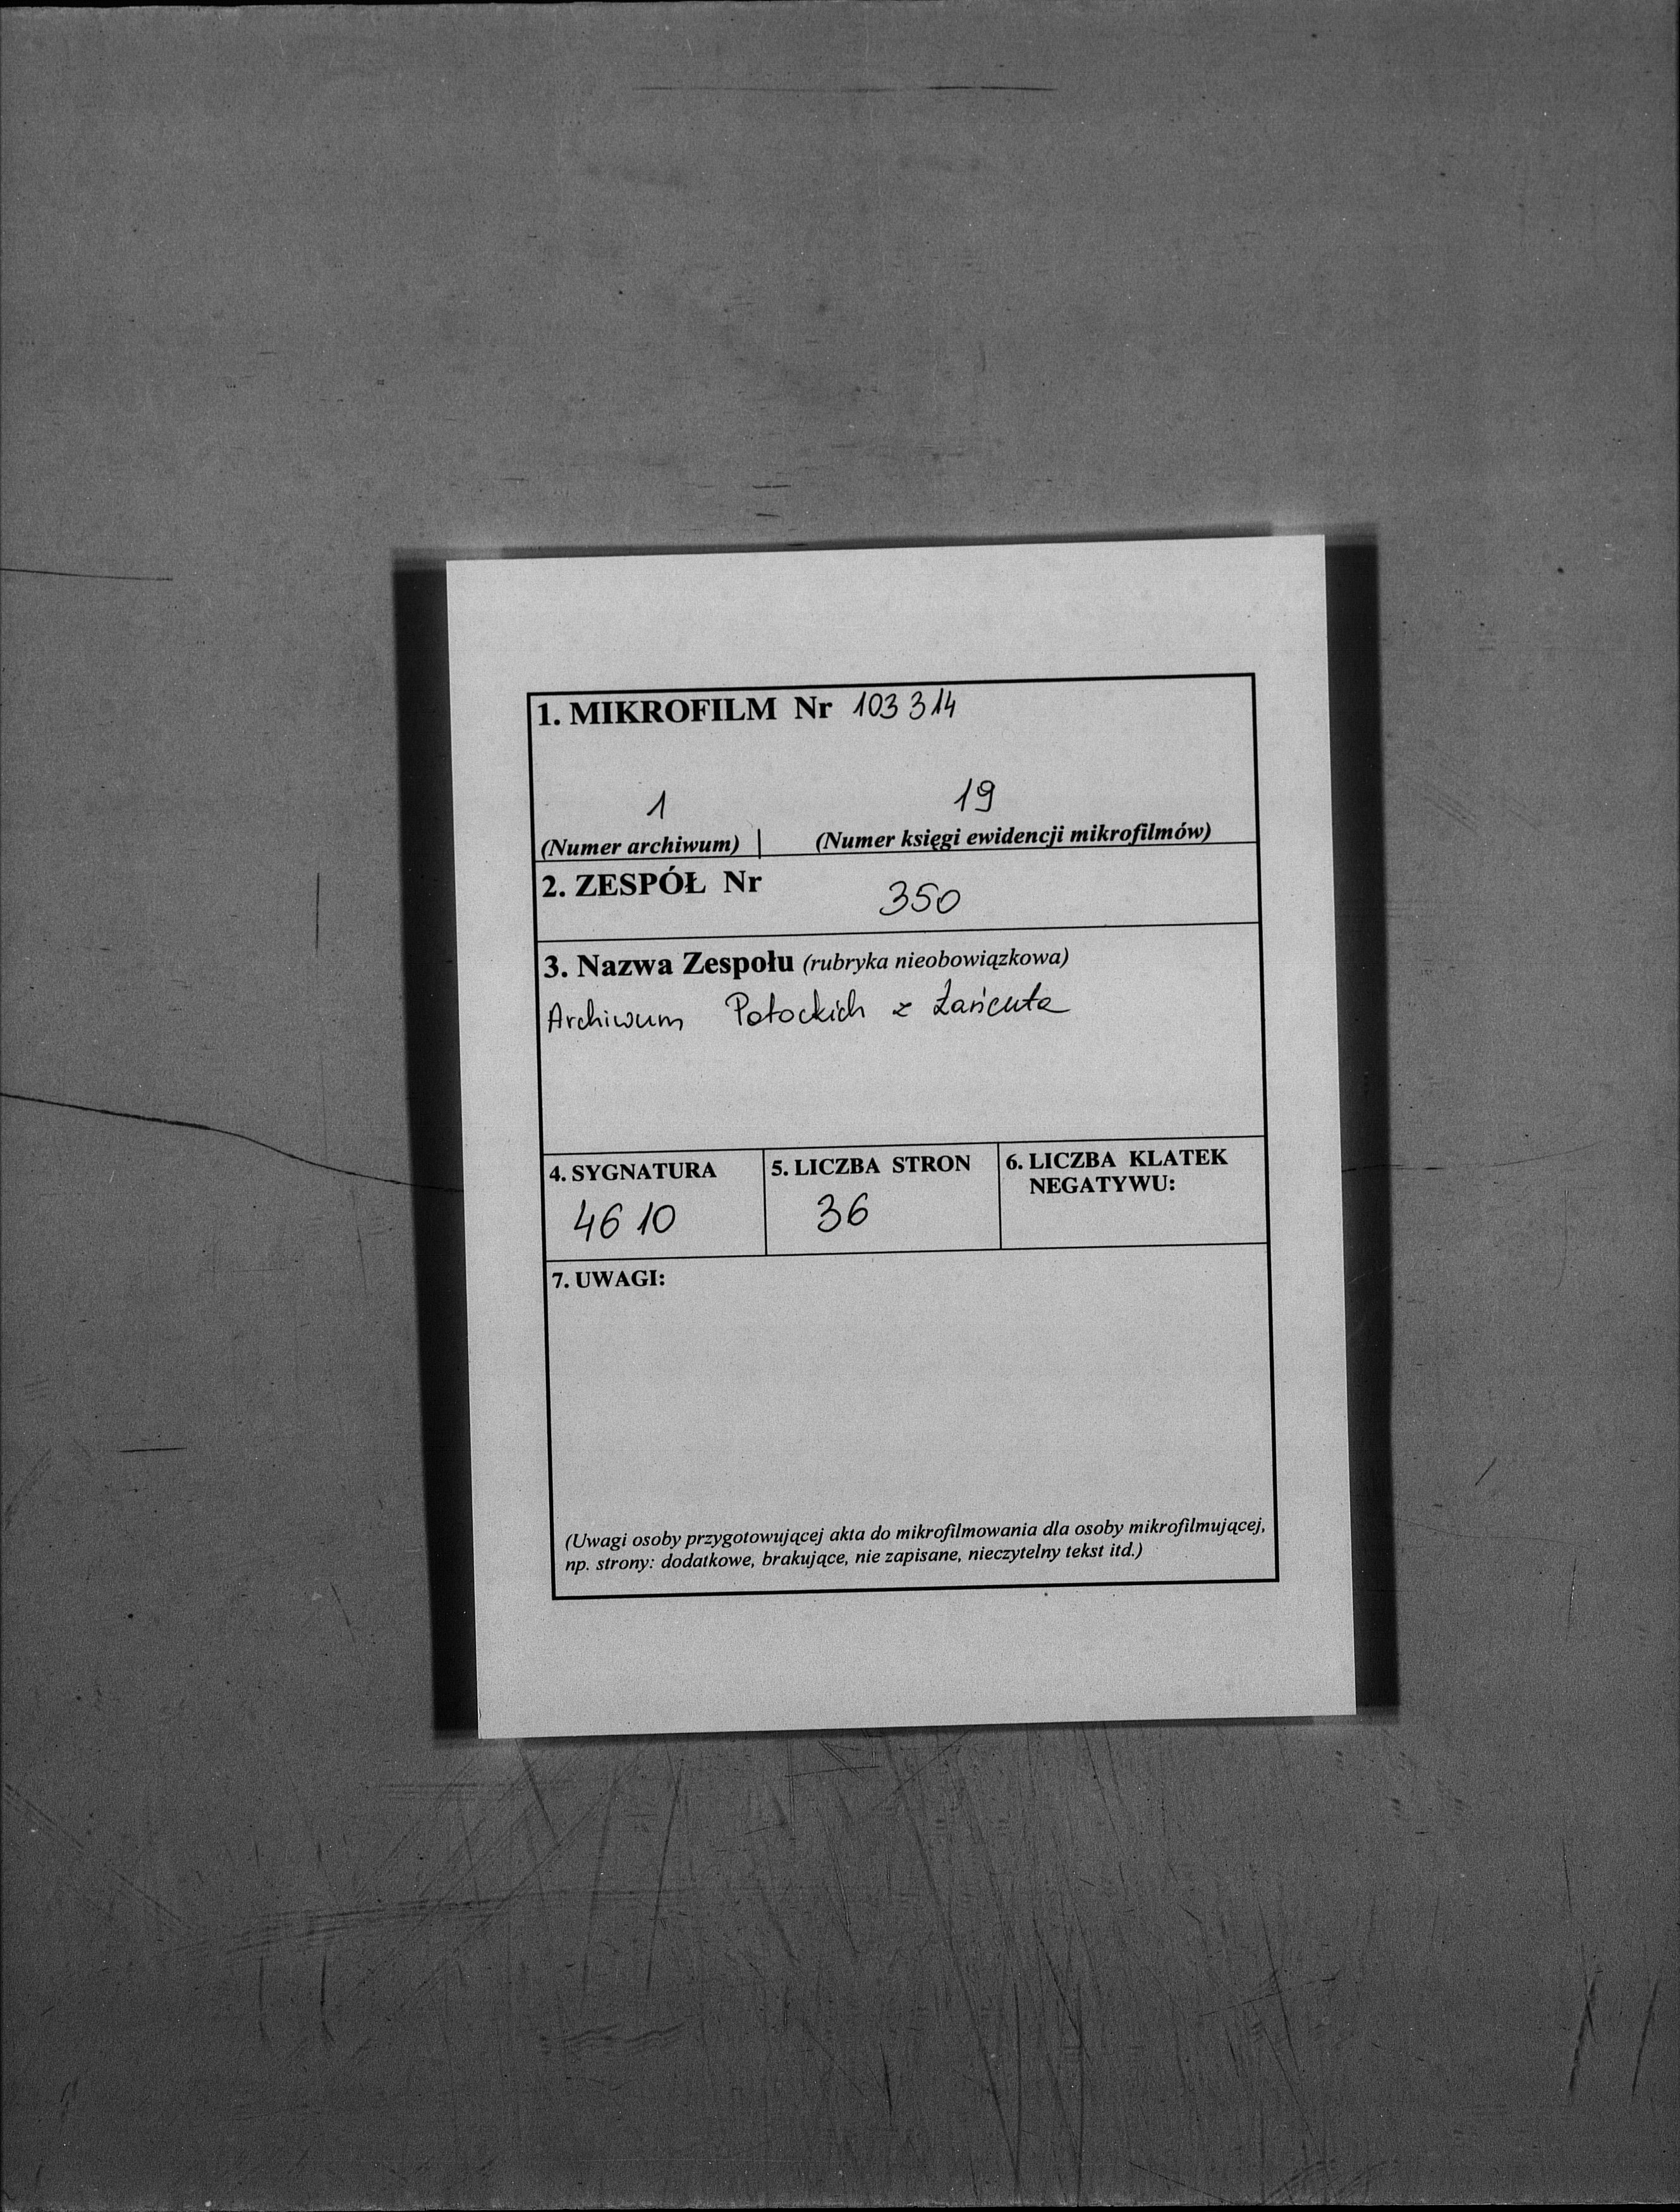 1. MIKROFILM Nr 103 314
1 19
(Numer archiwum) (Numer księgi ewidencji mikrofilmów)
2. ZESPÓŁ Nr 350
3. Nazwa Zespołu (rubryka nieobowiązkowa)
Archiwum Potockich z Łańcuta
4. SYGNATURA 5. LICZBA STRON 6. LICZBA KLATEK
NEGATYWU:
4610 36
7. UWAGI:
(Uwagi osoby przygotowującej akta do mikrofilmowania dla osoby mikrofilmującej,
np. strony: dodatkowe, brakujące, nie zapisane, nieczytelny tekst itd.)